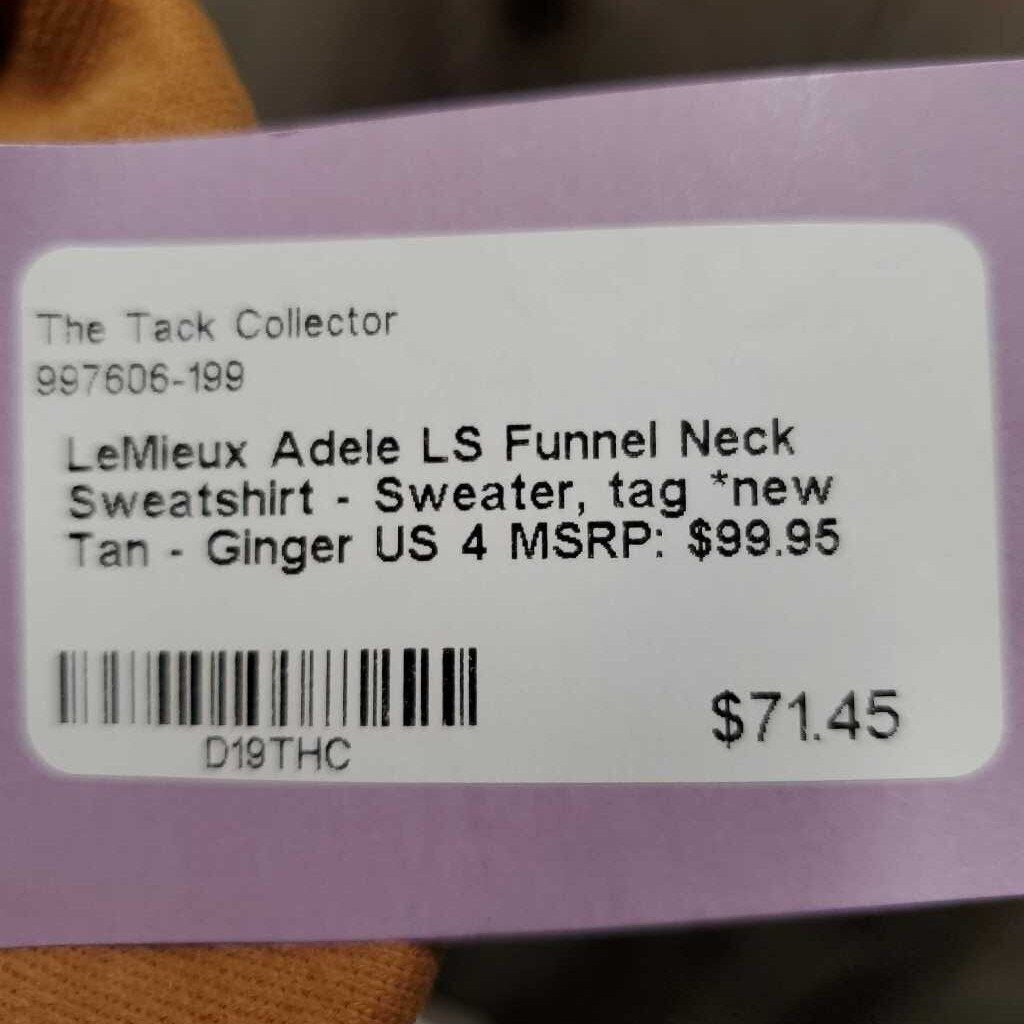 The Tack Collector
997606-199
LeMieux Adele LS Funnel Neck
Sweatshirt - Sweater, tag *new
Tan - Ginger US 4 MSRP: $99.95
D19THC
$71.45